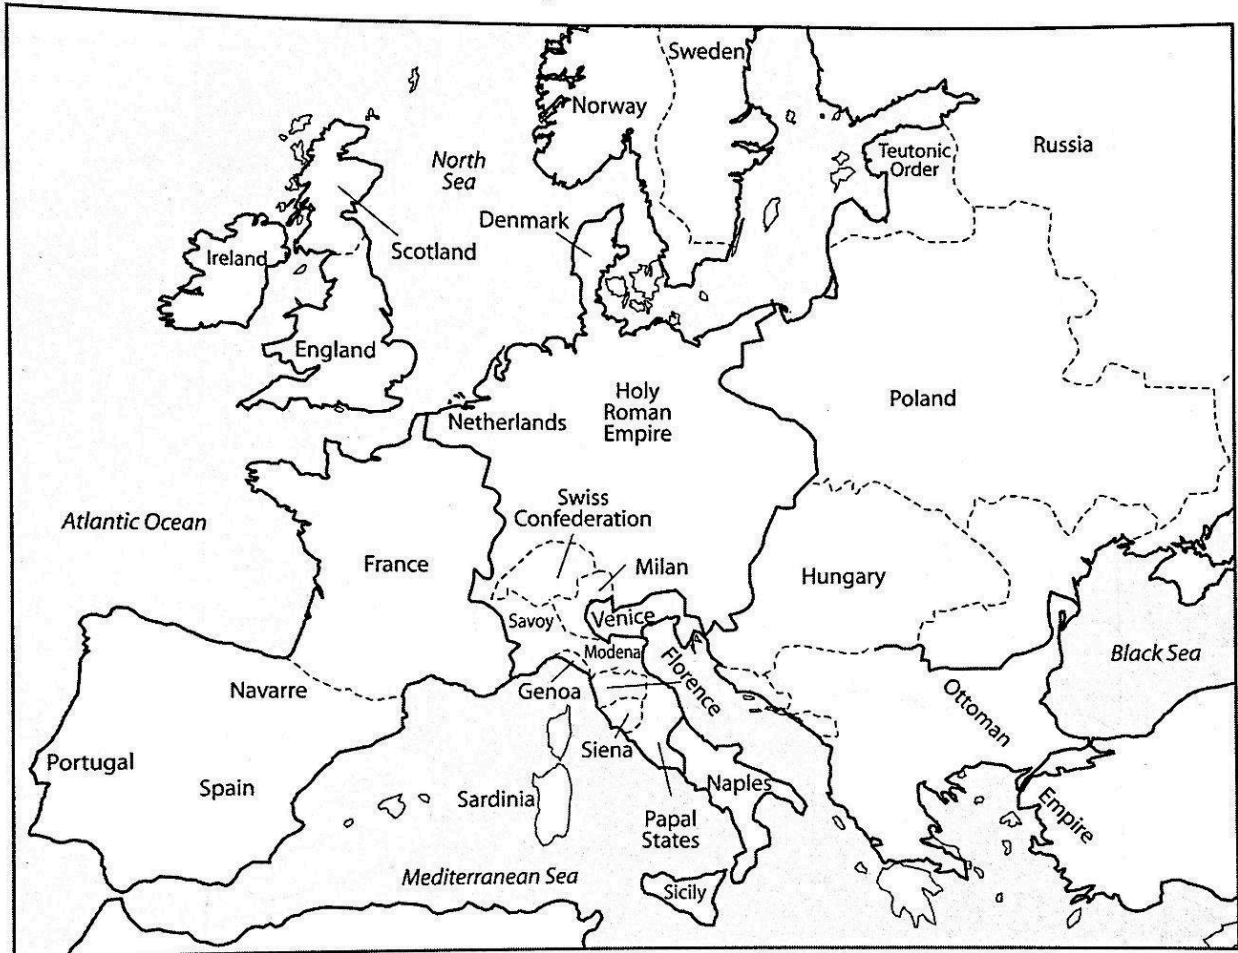 Sweden
Norway
Russia
North
Sea
Teutonic
Order
Denmark
Scotland
Ireland
England
Holy
Roman
Empire
Netherlands
Poland
Swiss
Confederation
Atlantic Ocean
France
Milan
Hungary
Venice
Savoy
Modena
Florence
Black Sea
Navarre
Genoa
Ottoman
Empire
Siena
Portugal
Spain
Sardinia
Naples
Papal
States
Mediterranean Sea
Sicily